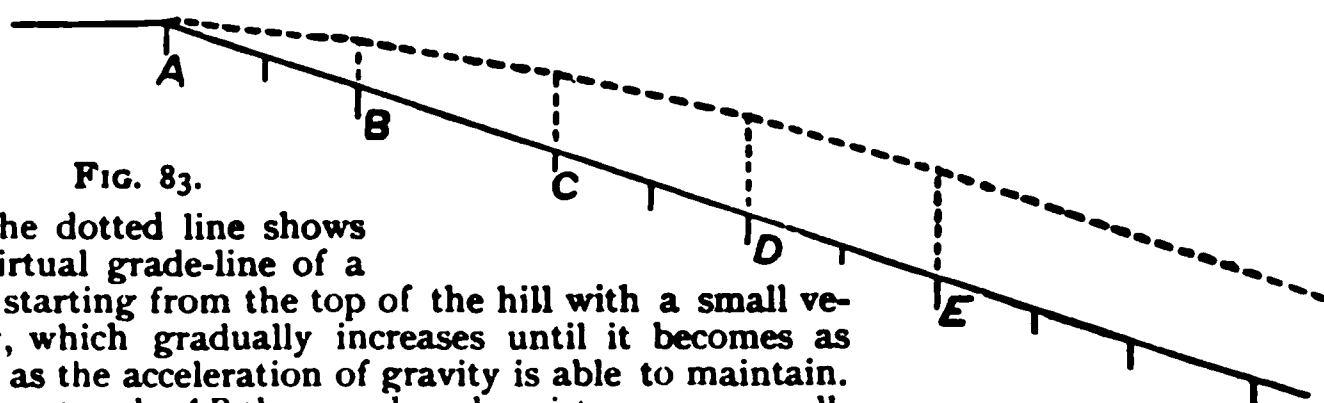 A
B
C
D
E
FIG. 83.
he dotted line shows
irtual grade-line of a
starting from the top of the hill with a small ve-
, which gradually increases until it becomes as
as the acceleration of gravity is able to maintain.